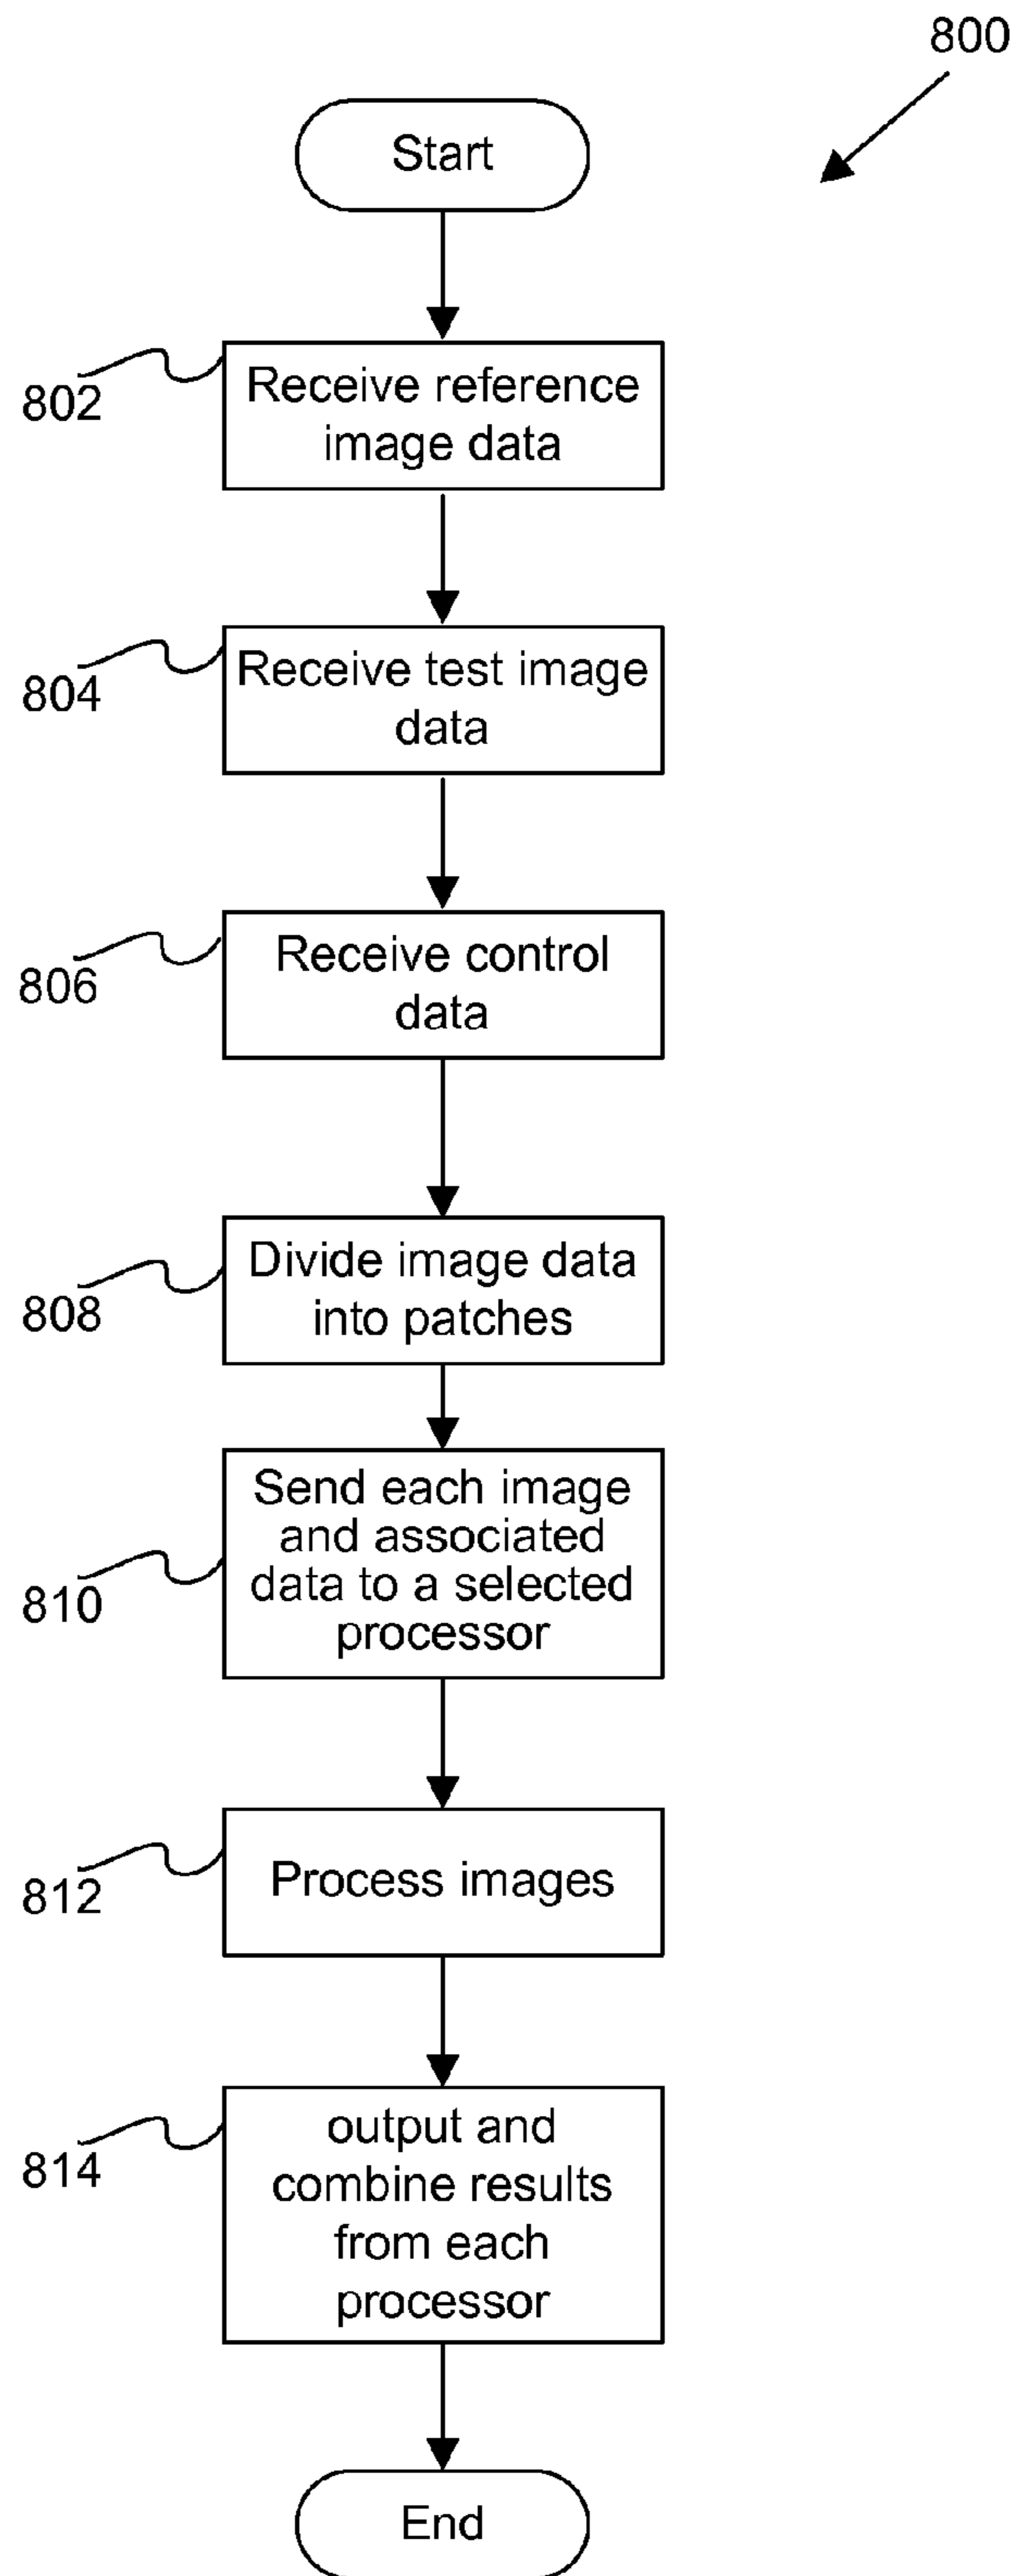 800
Start
802
Receive reference
image data
804
Receive test image
data
806
Receive control
data
808
Divide image data
into patches
810
Send each image
and associated
data to a selected
processor
812
Process images
814
output and
combine results
from each
processor
End